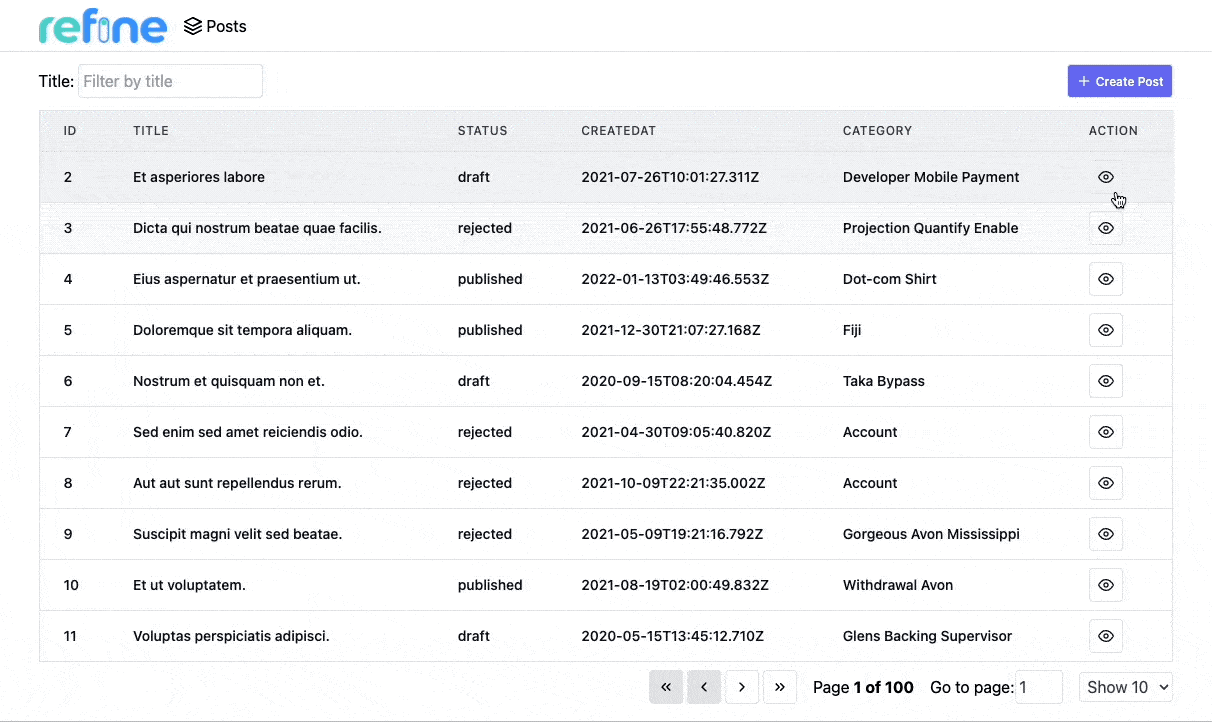 refine Posts
Title: Filter by title + Create Post
ID TITLE STATUS CREATEDAT CATEGORY ACTION
2 Et asperiores labore draft 2021-07-26T10:01:27.311Z Developer Mobile Payment
3 Dicta qui nostrum beatae quae facilis. rejected 2021-06-26T17:55:48.772Z Projection Quantify Enable
4 Eius aspernatur et praesentium ut. published 2022-01-13T03:49:46.553Z Dot-com Shirt
5 Doloremque sit tempora aliquam. published 2021-12-30T21:07:27.168Z Fiji
6 Nostrum et quisquam non et. draft 2020-09-15T08:20:04.454Z Taka Bypass
7 Sed enim sed amet reiciendis odio. rejected 2021-04-30T09:05:40.820Z Account
8 Aut aut sunt repellendus rerum. rejected 2021-10-09T22:21:35.002Z Account
9 Suscipit magni velit sed beatae. rejected 2021-05-09T19:21:16.792Z Gorgeous Avon Mississippi
10 Et ut voluptatem. published 2021-08-19T02:00:49.832Z Withdrawal Avon
11 Voluptas perspiciatis adipisci. draft 2020-05-15T13:45:12.710Z Glens Backing Supervisor
« ‹ › » Page 1 of 100 Go to page: 1 Show 10